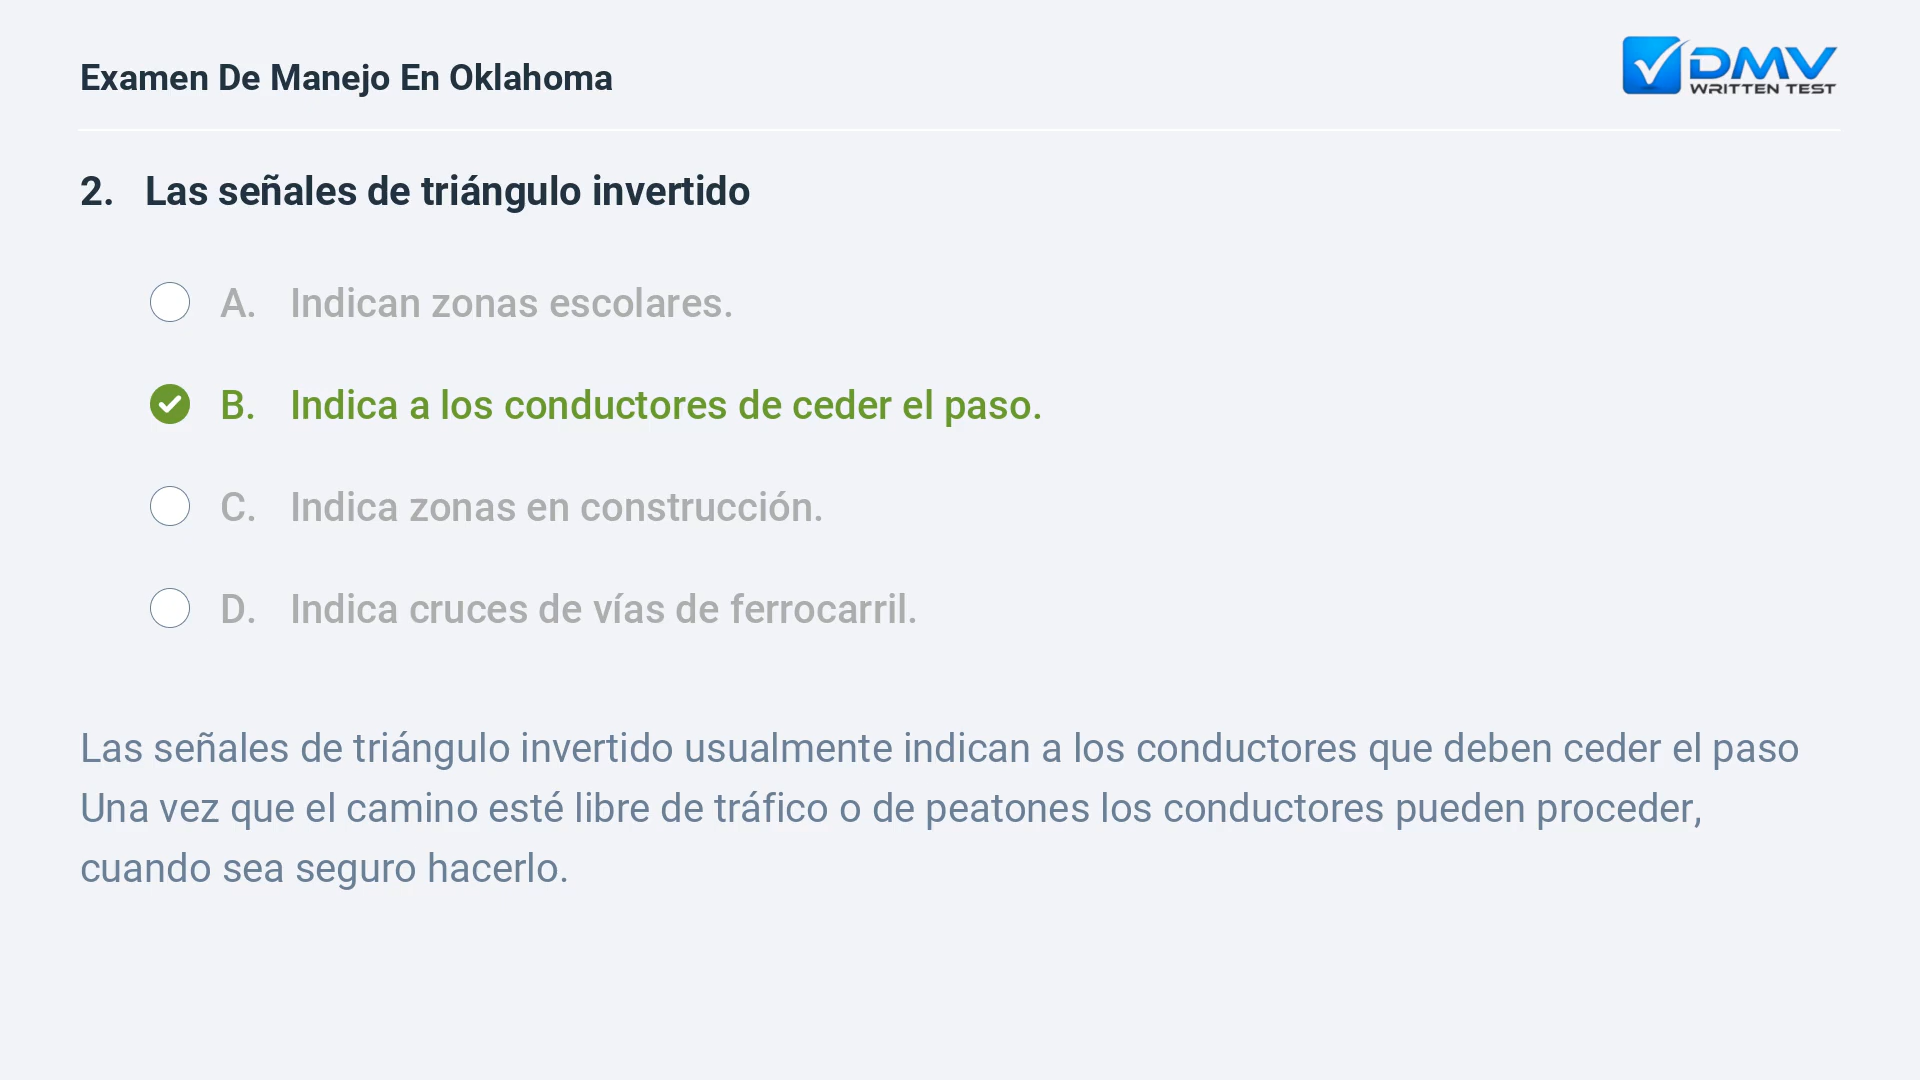 Examen De Manejo En Oklahoma
DMV
WRITTEN TEST
2. Las señales de triángulo invertido
A. Indican zonas escolares.
B. Indica a los conductores de ceder el paso.
C. Indica zonas en construcción.
D. Indica cruces de vías de ferrocarril.
Las señales de triángulo invertido usualmente indican a los conductores que deben ceder el paso
Una vez que el camino esté libre de tráfico o de peatones los conductores pueden proceder,
cuando sea seguro hacerlo.